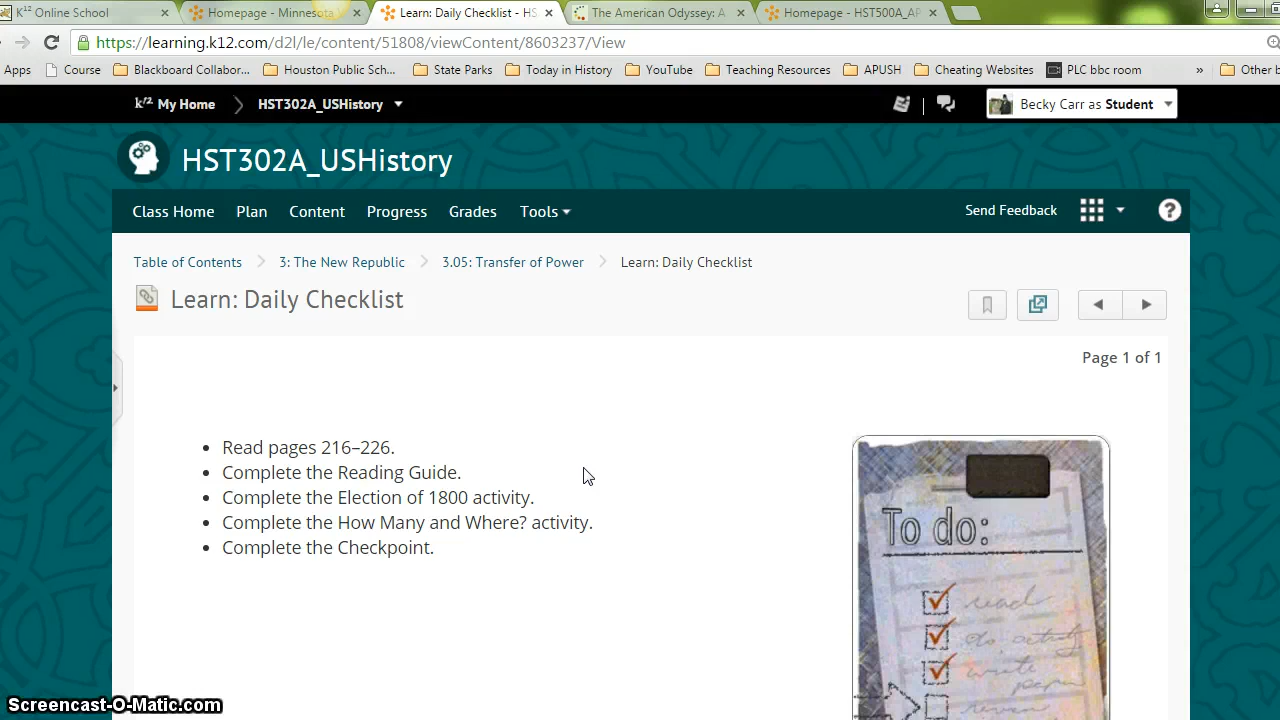 K¹² Online School
Homepage - Minnesota
Learn: Daily Checklist - HS
The American Odyssey: A
Homepage - HST500A_AP
https://learning.k12.com/d2l/le/content/51808/viewContent/8603237/View
Apps Course Blackboard Collabor... Houston Public Sch... State Parks Today in History YouTube Teaching Resources APUSH Cheating Websites PLC bbc room » Other b
k¹² My Home HST302A_USHistory Becky Carr as Student
HST302A_USHistory
Class Home Plan Content Progress Grades Tools Send Feedback ?
Table of Contents 3: The New Republic 3.05: Transfer of Power Learn: Daily Checklist
Learn: Daily Checklist
Page 1 of 1
• Read pages 216–226.
• Complete the Reading Guide.
• Complete the Election of 1800 activity.
• Complete the How Many and Where? activity.
• Complete the Checkpoint.
To do:
read
do activity
write
paper
Screencast-O-Matic.com